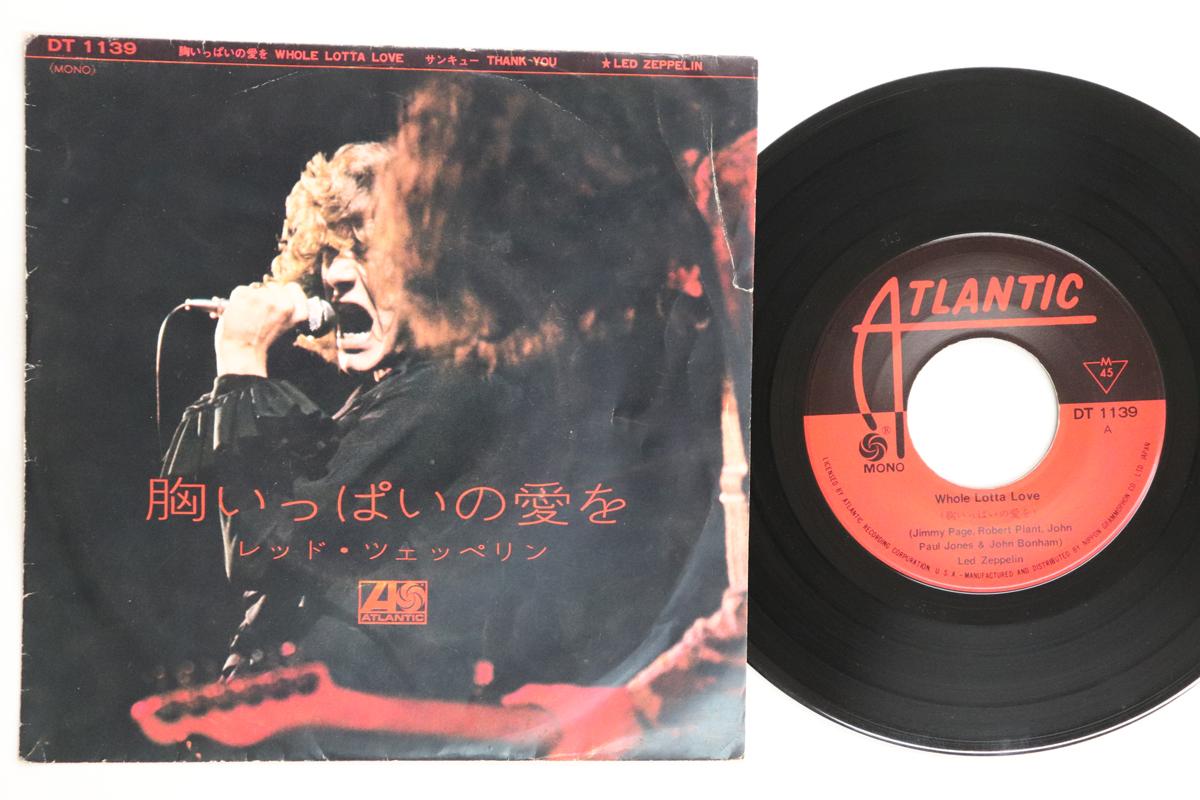 DT 1139 胸いっぱいの愛を WHOLE LOTTA LOVE サンキュー THANK YOU ★LED ZEPPELIN
(MONO)
胸いっぱいの愛を
レッド・ツェッペリン
ATLANTIC
ATLANTIC
M
45
DT 1139
A
®
MONO
Whole Lotta Love
(胸いっぱいの愛を)
(Jimmy Page, Robert Plant, John
Paul Jones & John Bonham)
Led Zeppelin
LICENSED BY ATLANTIC RECORDING CORPORATION, U.S.A.-MANUFACTURED AND DISTRIBUTED BY NIPPON GRAMMOPHON CO. LTD. JAPAN